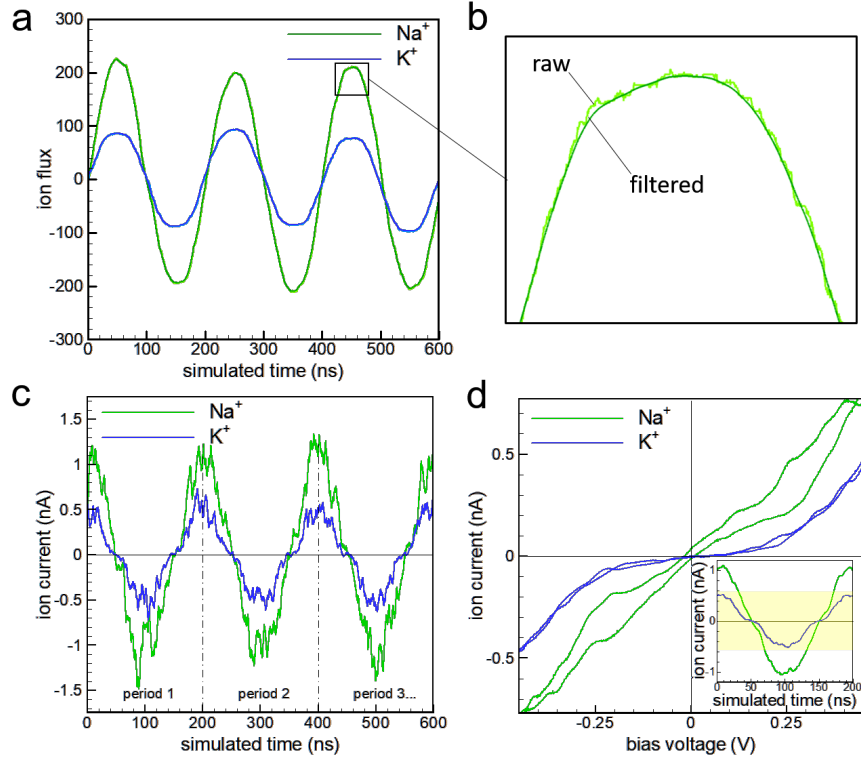 a
300
200
100
0
-100
-200
-300
ion flux
Na+
K+
0 100 200 300 400 500 600
simulated time (ns)
b
raw
filtered
c
1.5
1
0.5
0
-0.5
-1
-1.5
ion current (nA)
Na+
K+
period 1 period 2 period 3...
0 100 200 300 400 500 600
simulated time (ns)
d
Na+
K+
0.5
0
-0.5
ion current (nA)
-0.25 0 0.25
bias voltage (V)
1
0
-1
ion current (nA)
0 50 100 150 200
simulated time (ns)